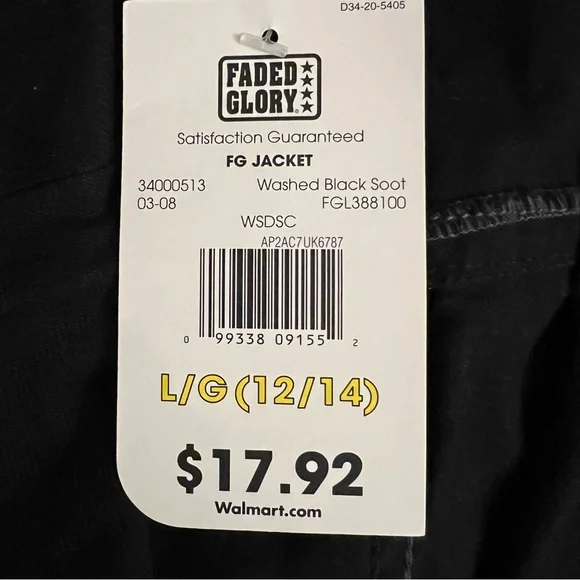 D34-20-5405
FADED
GLORY®
Satisfaction Guaranteed
FG JACKET
34000513 Washed Black Soot
03-08 FGL388100
WSDSC
AP2AC7UK6787
0 99338 09155 2
L/G (12/14)
$17.92
Walmart.com